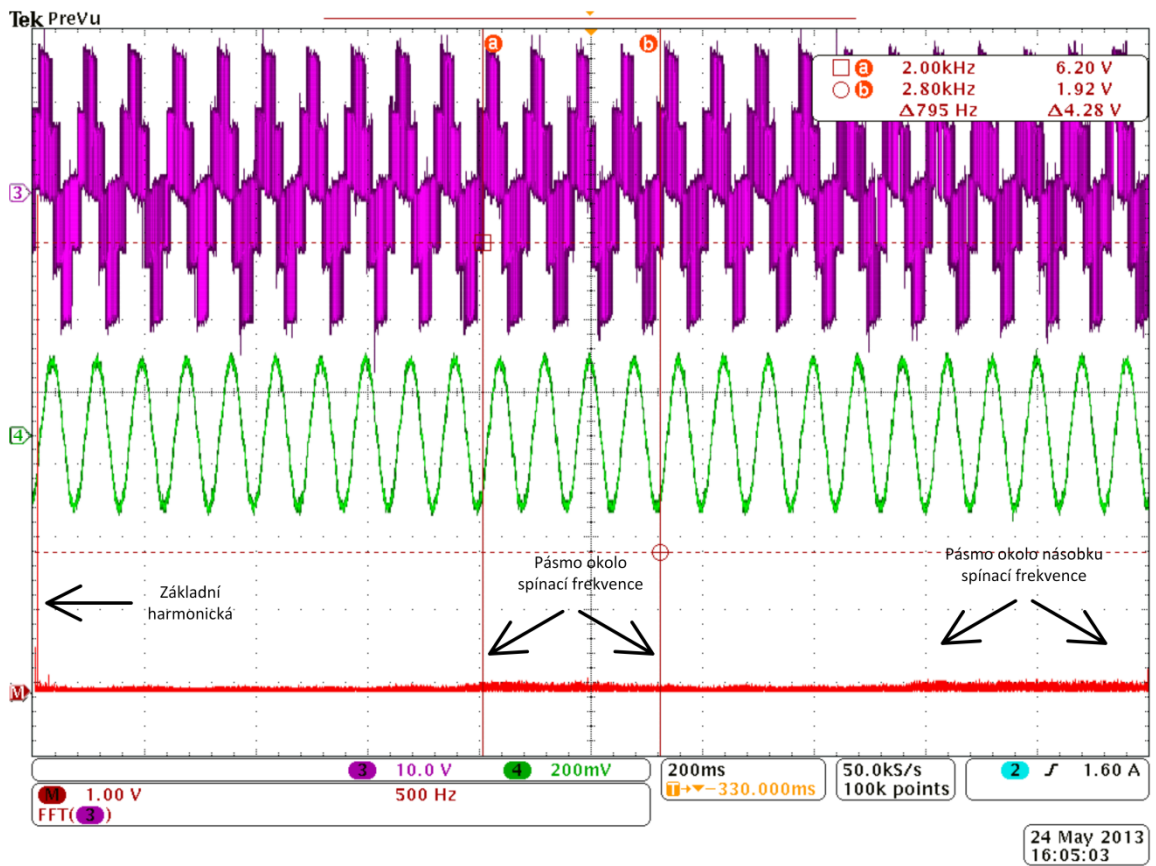 Tek PreVu
a
b
a 2.00kHz 6.20 V
b 2.80kHz 1.92 V
Δ795 Hz Δ4.28 V
3
4
Základní
harmonická
Pásmo okolo
spínací frekvence
Pásmo okolo násobku
spínací frekvence
M
3 10.0 V 4 200mV
200ms
T→▼−330.000ms
50.0kS/s
100k points
2 ƒ 1.60 A
M 1.00 V 500 Hz
FFT(3)
24 May 2013
16:05:03